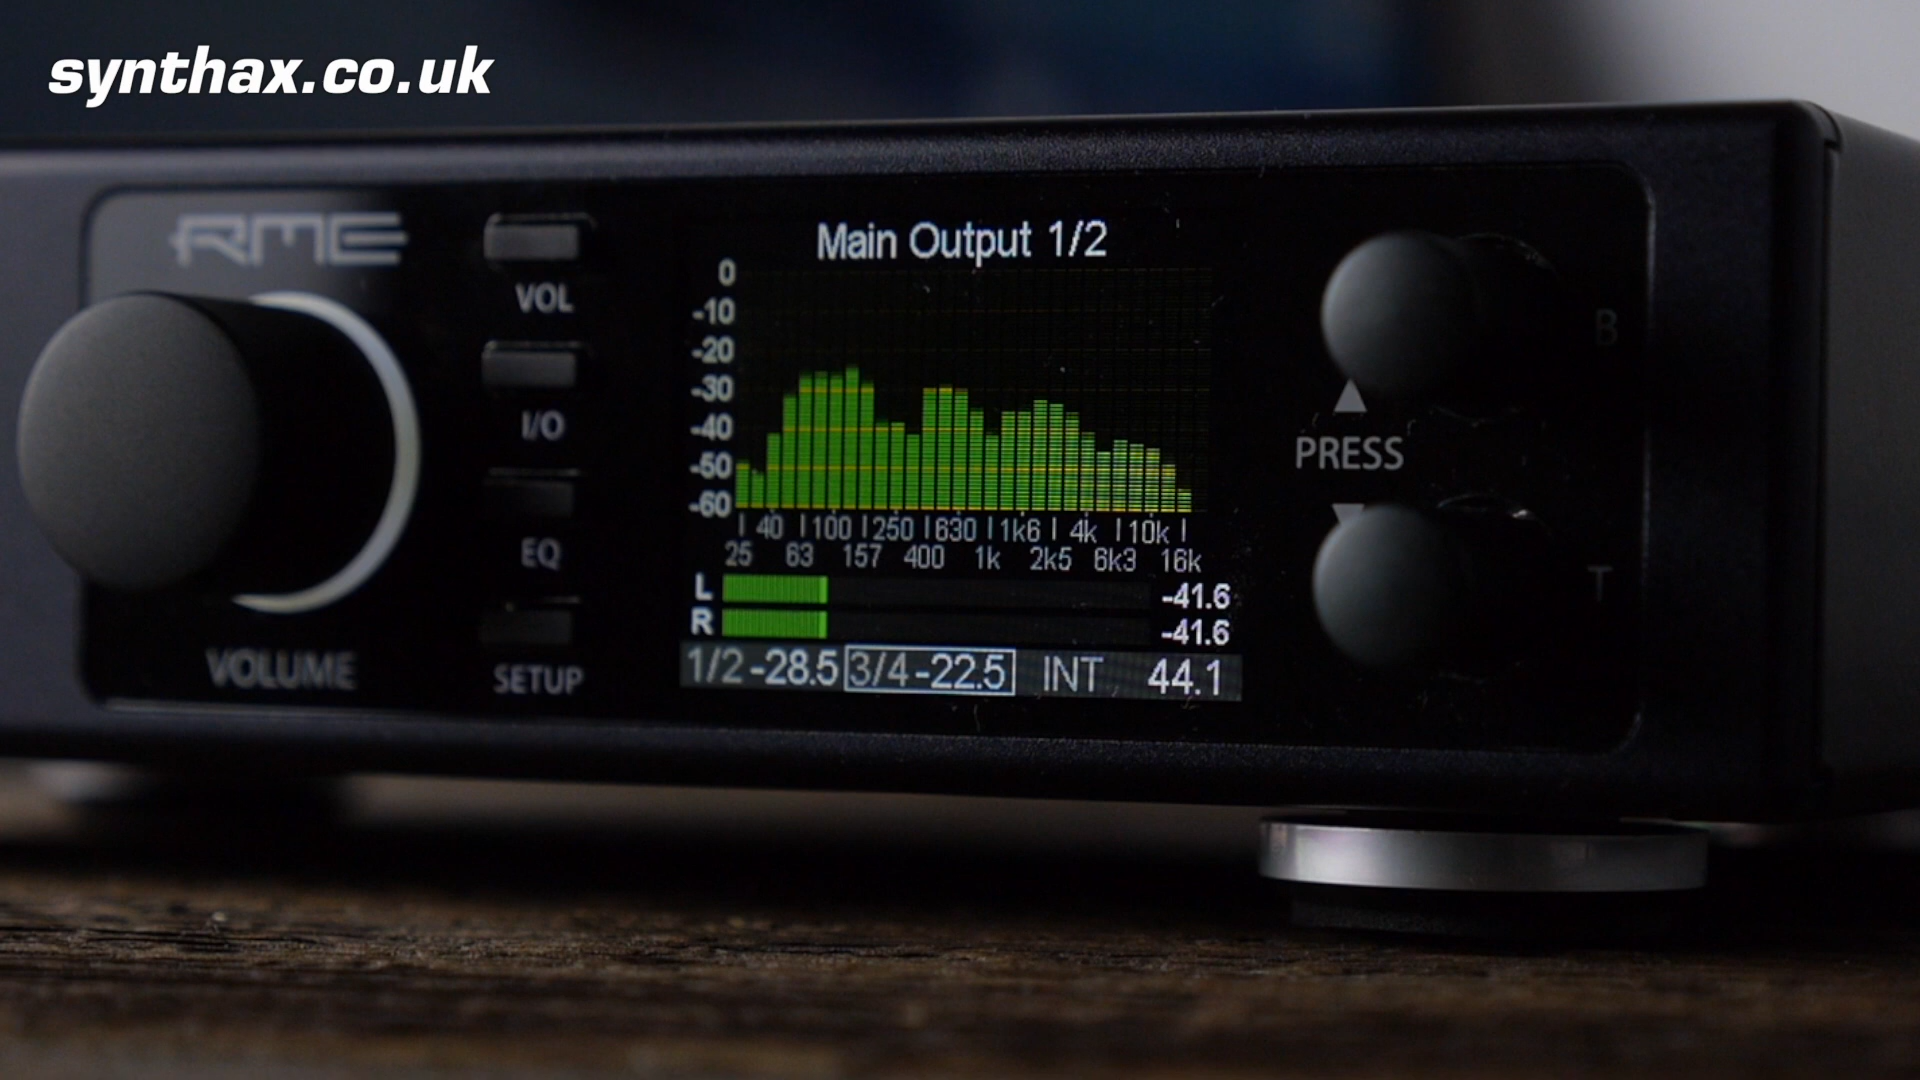 synthax.co.uk
RME
VOL
I/O
EQ
SETUP
VOLUME
Main Output 1/2
0
-10
-20
-30
-40
-50
-60
40 100 250 630 1k6 4k 10k
25 63 157 400 1k 2k5 6k3 16k
L -41.6
R -41.6
1/2 -28.5 3/4 -22.5 INT 44.1
B
PRESS
T